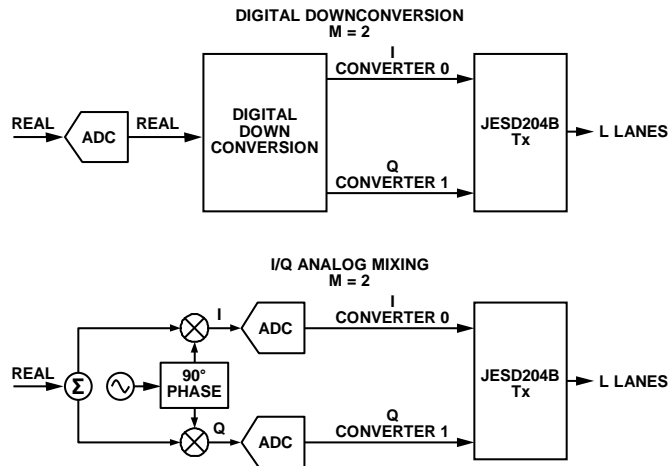 DIGITAL DOWNCONVERSION
M = 2
I
CONVERTER 0
REAL
ADC
REAL
DIGITAL
DOWN
CONVERSION
JESD204B
Tx
L LANES
Q
CONVERTER 1
I/Q ANALOG MIXING
M = 2
I
ADC
I
CONVERTER 0
REAL
Σ
90°
PHASE
JESD204B
Tx
L LANES
Q
ADC
Q
CONVERTER 1